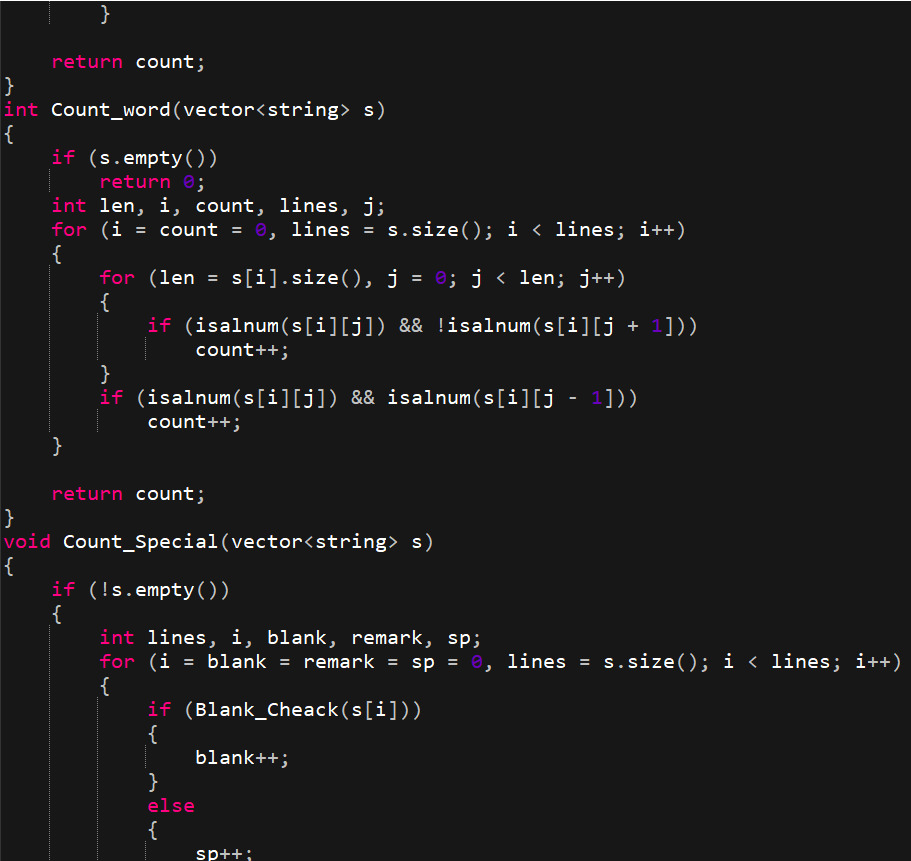 }

    return count;
}
int Count_word(vector<string> s)
{
    if (s.empty())
        return 0;
    int len, i, count, lines, j;
    for (i = count = 0, lines = s.size(); i < lines; i++)
    {
        for (len = s[i].size(), j = 0; j < len; j++)
        {
            if (isalnum(s[i][j]) && !isalnum(s[i][j + 1]))
                count++;
        }
        if (isalnum(s[i][j]) && isalnum(s[i][j - 1]))
            count++;
    }

    return count;
}
void Count_Special(vector<string> s)
{
    if (!s.empty())
    {
        int lines, i, blank, remark, sp;
        for (i = blank = remark = sp = 0, lines = s.size(); i < lines; i++)
        {
            if (Blank_Cheack(s[i]))
            {
                blank++;
            }
            else
            {
                sp++;